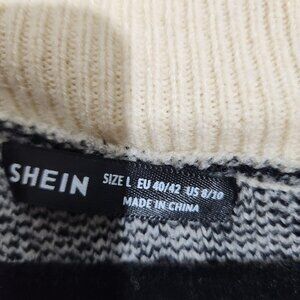 SHEIN
SIZE L EU 40/42 US 8/10
MADE IN CHINA